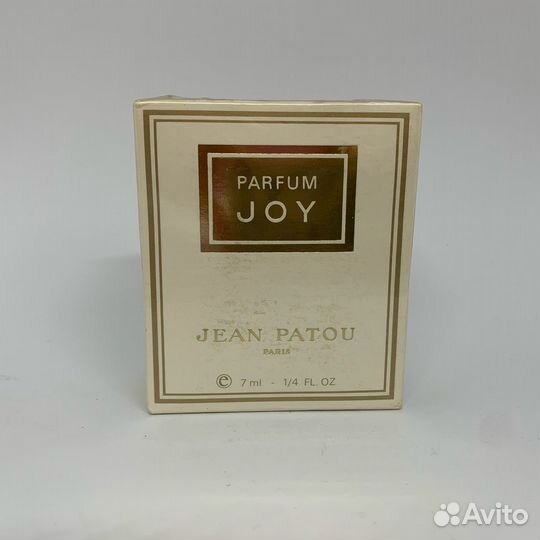 PARFUM
JOY
JEAN PATOU
PARIS
℮ 7 ml - 1/4 FL. OZ
Avito